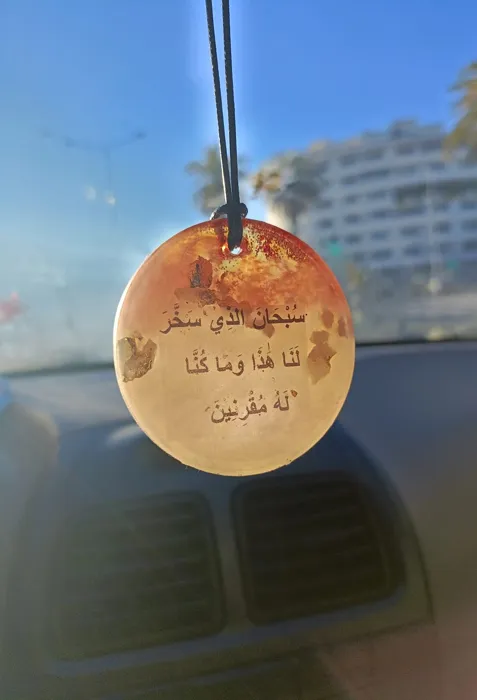 سُبْحَانَ الَّذِي سَخَّرَ
لَنَا هَٰذَا وَمَا كُنَّا
لَهُ مُقْرِنِينَ